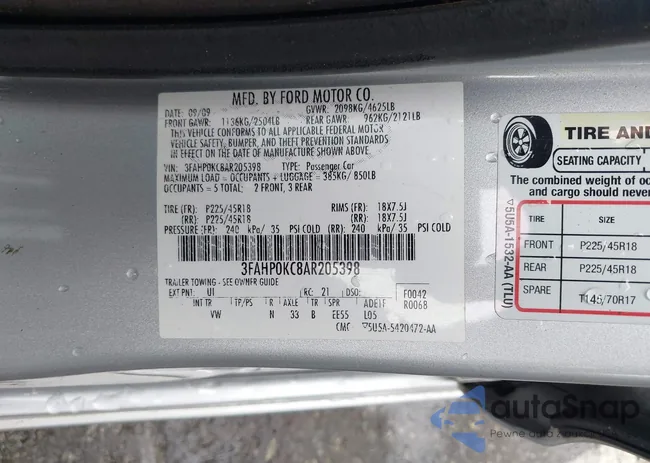 MFD. BY FORD MOTOR CO.
DATE: 09/09 GVWR: 2098KG/4625LB
FRONT GAWR: 1136KG/2504LB REAR GAWR: 962KG/2121LB
THIS VEHICLE CONFORMS TO ALL APPLICABLE FEDERAL MOTOR
VEHICLE SAFETY, BUMPER, AND THEFT PREVENTION STANDARDS
IN EFFECT ON THE DATE OF MANUFACTURE SHOWN ABOVE.
VIN: 3FAHP0KC8AR205398 TYPE: Passenger Car
MAXIMUM LOAD = OCCUPANTS + LUGGAGE = 385KG/850LB
OCCUPANTS = 5 TOTAL 2 FRONT, 3 REAR
TIRE (FR): P225/45R18 RIMS (FR): 18X7.5J
(RR): P225/45R18 (RR): 18X7.5J
PRESSURE (FR): 240 kPa/ 35 PSI COLD (RR): 240 kPa/ 35 PSI COLD
3FAHP0KC8AR205398
TRAILER TOWING - SEE OWNER GUIDE
EXT PNT: UI RC: 21 DSO: F0042
INT TR TP/PS R AXLE TR SPR ADEIF R0068
VW N 33 B EE55 L05
CMC 5U5A-5420472-AA
TIRE AND
SEATING CAPACITY
The combined weight of oc
and cargo should never
TIRE SIZE
FRONT P225/45R18
REAR P225/45R18
SPARE T145/70R17
5U5A-1532-AA (TLU)
autoSnap
Pewne auto z